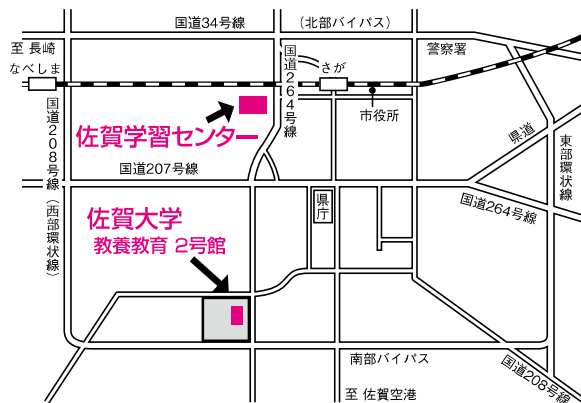 国道34号線
（北部バイパス）
至 長崎
なべしま
国道264号線
さが
警察署
市役所
佐賀学習センター
国道208号線（西部環状線）
国道207号線
県道
東部環状線
国道264号線
県庁
佐賀大学
教養教育 2号館
南部バイパス
国道208号線
至 佐賀空港